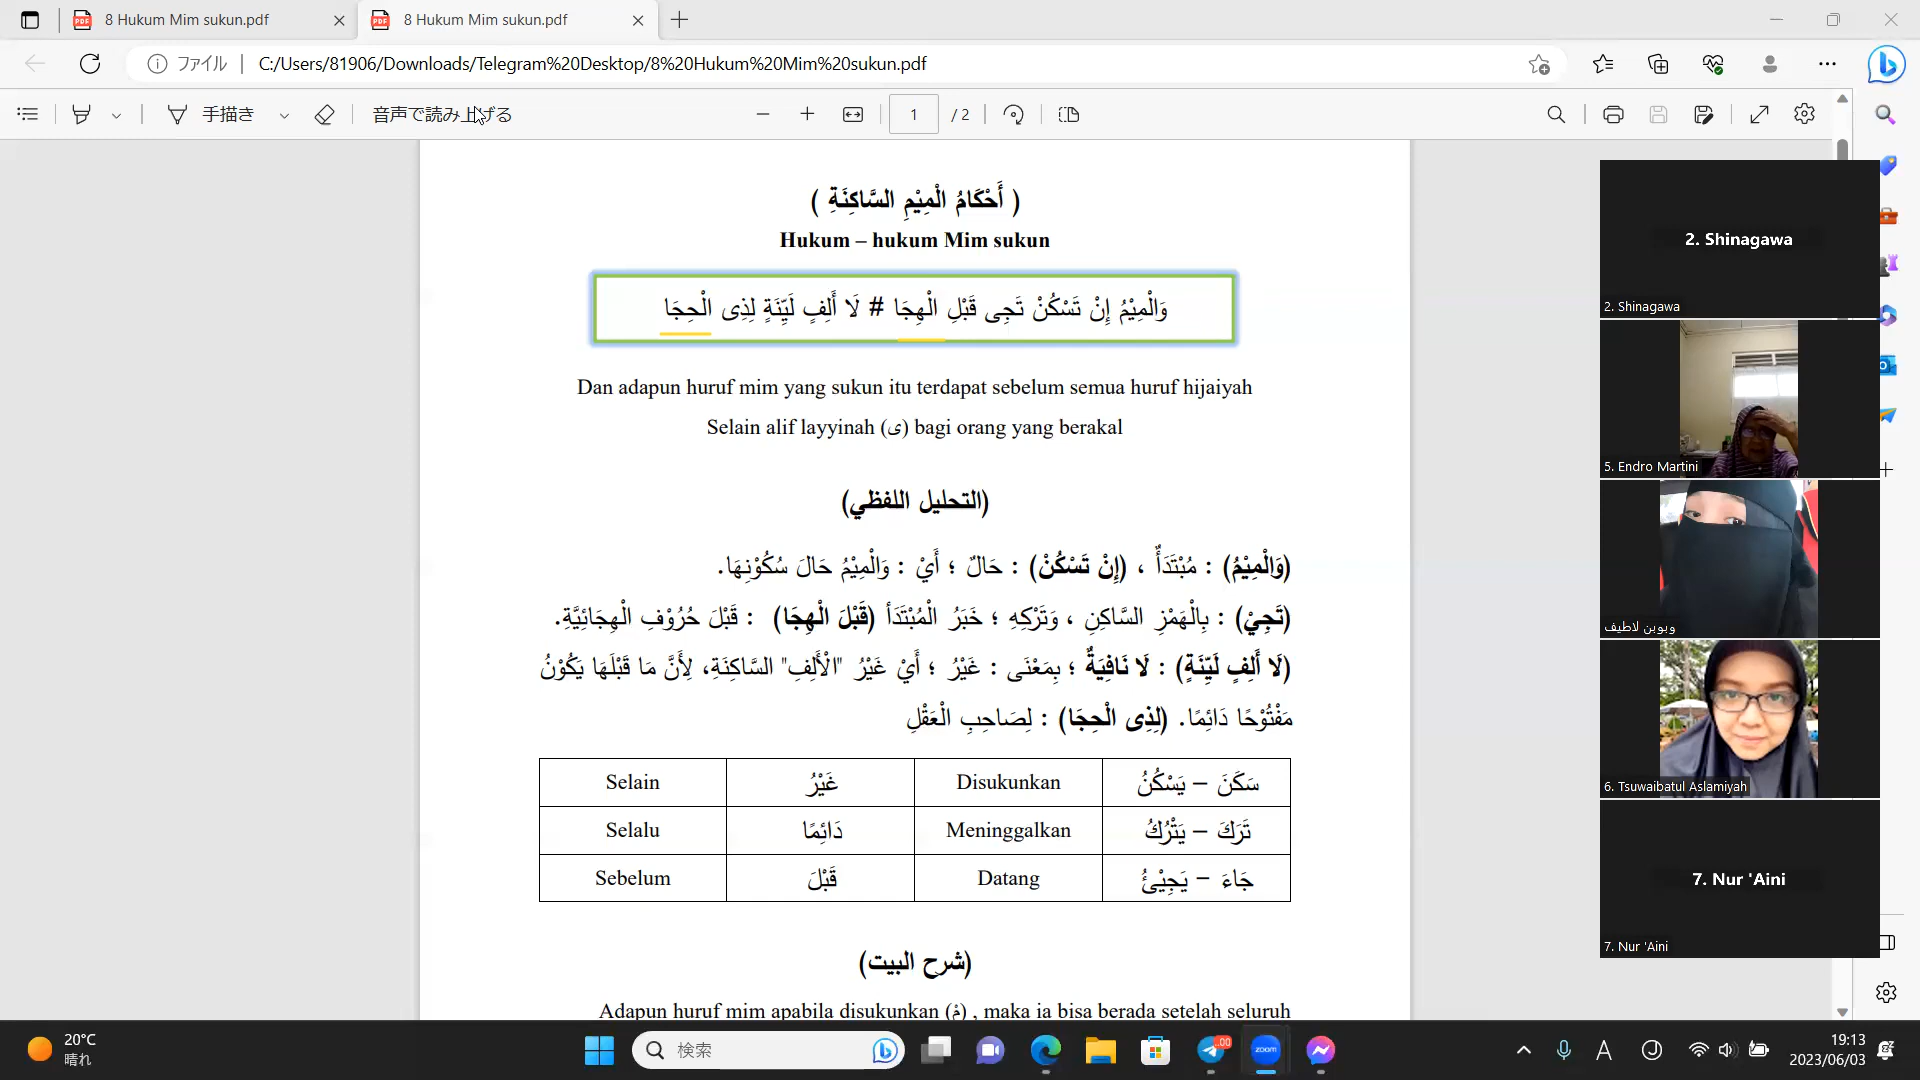 8 Hukum Mim sukun.pdf
8 Hukum Mim sukun.pdf
ファイル
C:/Users/81906/Downloads/Telegram%20Desktop/8%20Hukum%20Mim%20sukun.pdf
手描き
音声で読み上げる
1
/ 2
( أَحْكَامُ الْمِيْمِ السَّاكِنَةِ )
Hukum – hukum Mim sukun
وَالْمِيْمُ إِنْ تَسْكُنْ تَجِى قَبْلِ الْهِجَا # لَا أَلِفٍ لَيِّنَةٍ لِذِى الْحِجَا
Dan adapun huruf mim yang sukun itu terdapat sebelum semua huruf hijaiyah
Selain alif layyinah (ى) bagi orang yang berakal
(التحليل اللفظي)
(وَالْمِيْمُ) : مُبْتَدَأٌ ، (إِنْ تَسْكُنْ) : حَالٌ ؛ أَيْ : وَالْمِيْمُ حَالَ سُكُوْنِهَا.
(تَجِيْ) : بِالْهَمْزِ السَّاكِنِ ، وَتَرْكِهِ ؛ خَبَرُ الْمُبْتَدَأ (قَبْلَ الْهِجَا) : قَبْلَ حُرُوْفِ الْهِجَائِيَّةِ.
(لَا أَلِفٍ لَيِّنَةٍ) : لَا نَافِيَةٌ ؛ بِمَعْنَى : غَيْرُ ؛ أَيْ غَيْرُ "الْأَلِفِ" السَّاكِنَةِ، لِأَنَّ مَا قَبْلَهَا يَكُوْنُ
مَفْتُوْحًا دَائِمًا. (لِذِى الْحِجَا) : لِصَاحِبِ الْعَقْلِ
Selain غَيْرُ Disukunkan سَكَنَ – يَسْكُنُ
Selalu دَائِمًا Meninggalkan تَرَكَ – يَتْرُكُ
Sebelum قَبْلَ Datang جَاءَ – يَجِيْئُ
(شرح البيت)
Adapun huruf mim apabila disukunkan (مْ) , maka ia bisa berada setelah seluruh
2. Shinagawa
2. Shinagawa
5. Endro Martini
وبوبن لاطيف
6. Tsuwaibatul Aslamiyah
7. Nur 'Aini
7. Nur 'Aini
20°C
晴れ
検索
.00
zoom
A
19:13
2023/06/03